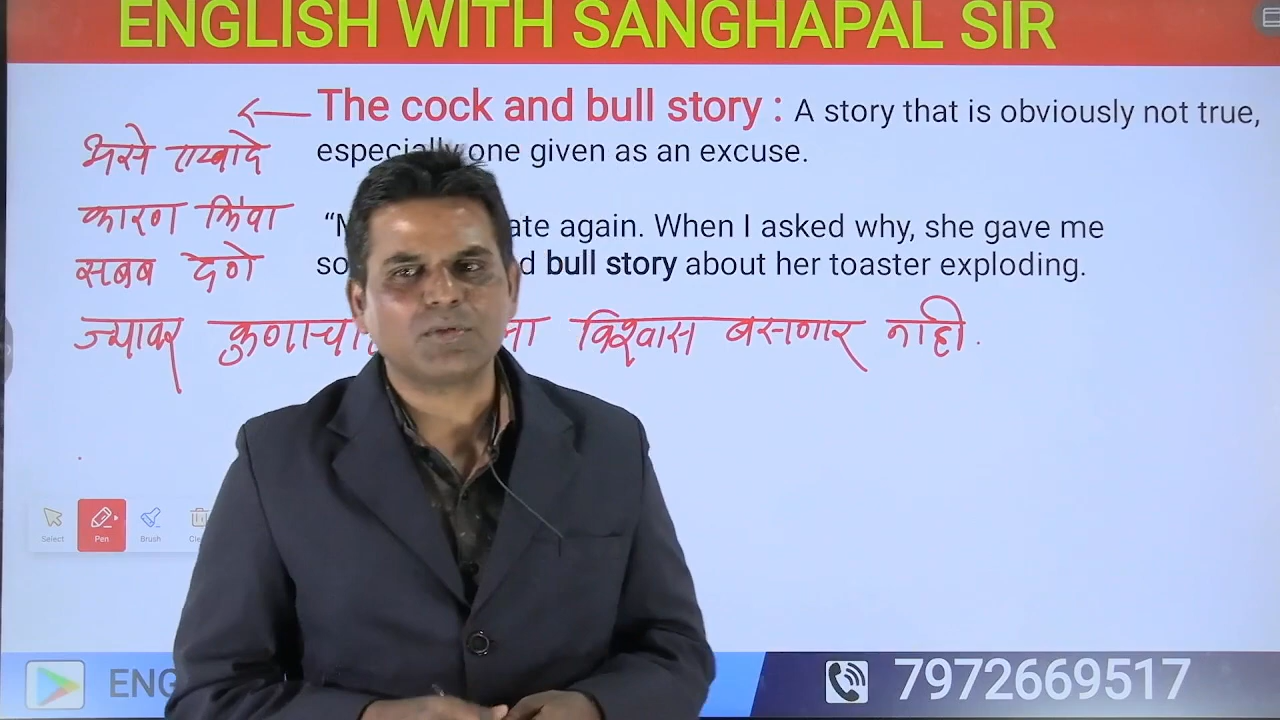 ENGLISH WITH SANGHAPAL SIR
The cock and bull story : A story that is obviously not true,
especially one given as an excuse.
असे एखादे
कारण किंवा
सबब देणे
ate again. When I asked why, she gave me
bull story about her toaster exploding.
ज्यावर विश्वास बसणार नाही.
Select Pen Brush
ENG 7972669517